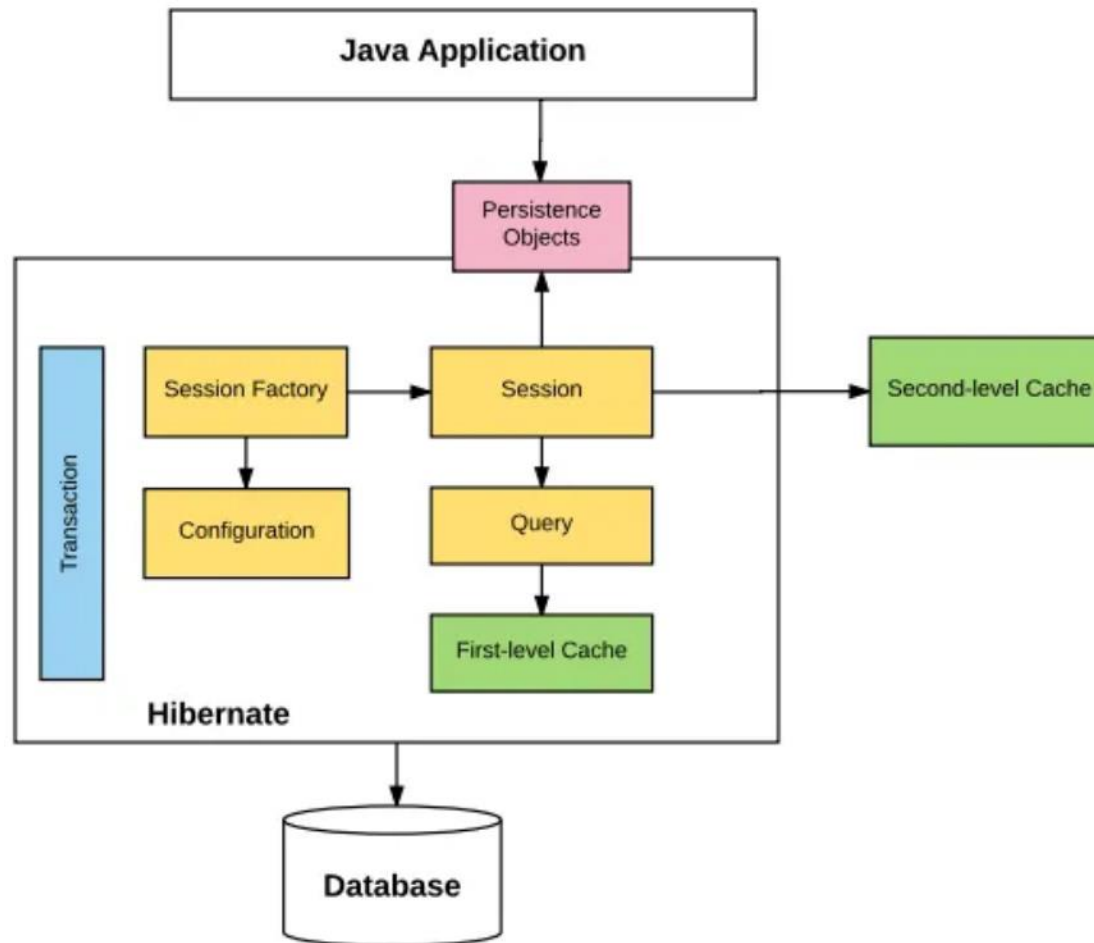 Java Application
Persistence
Objects
Session Factory
Session
Second-level Cache
Transaction
Configuration
Query
First-level Cache
Hibernate
Database